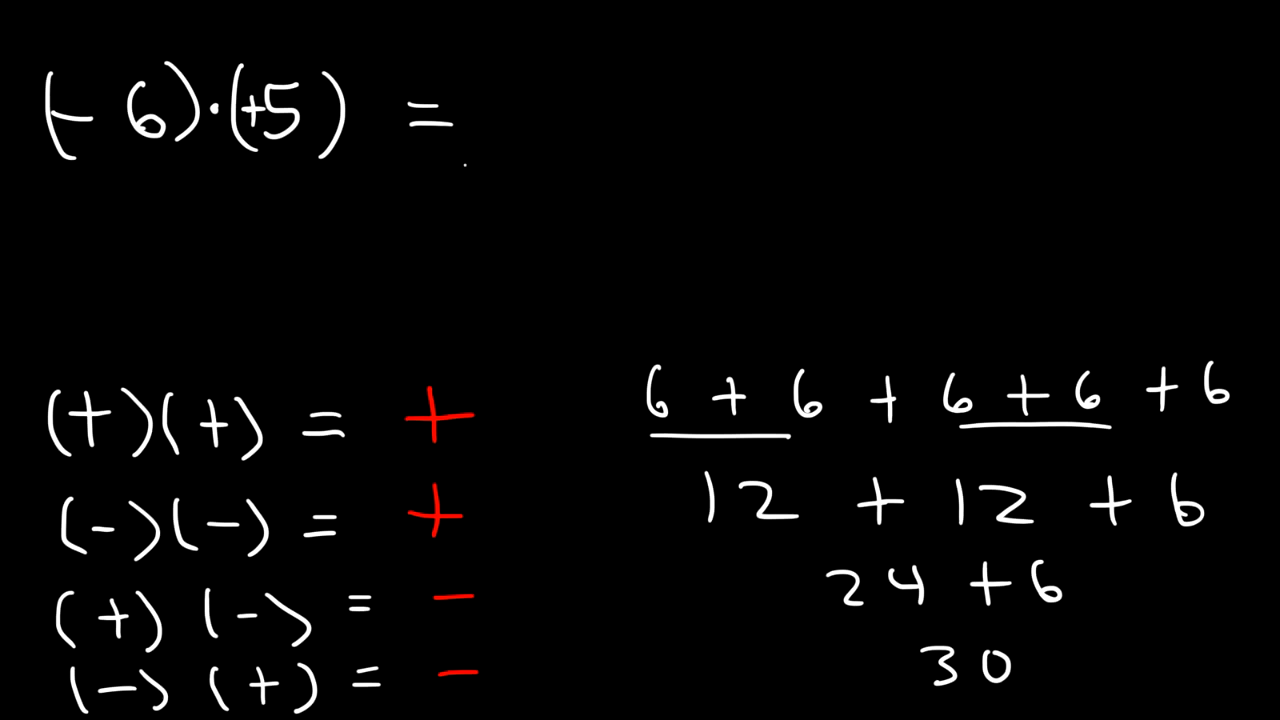 (- 6)·(+5) =
(+)(+) = +
(-)(-) = +
(+) (-) = -
(-) (+) = -
6 + 6 + 6 + 6 + 6
12 + 12 + 6
24 + 6
30